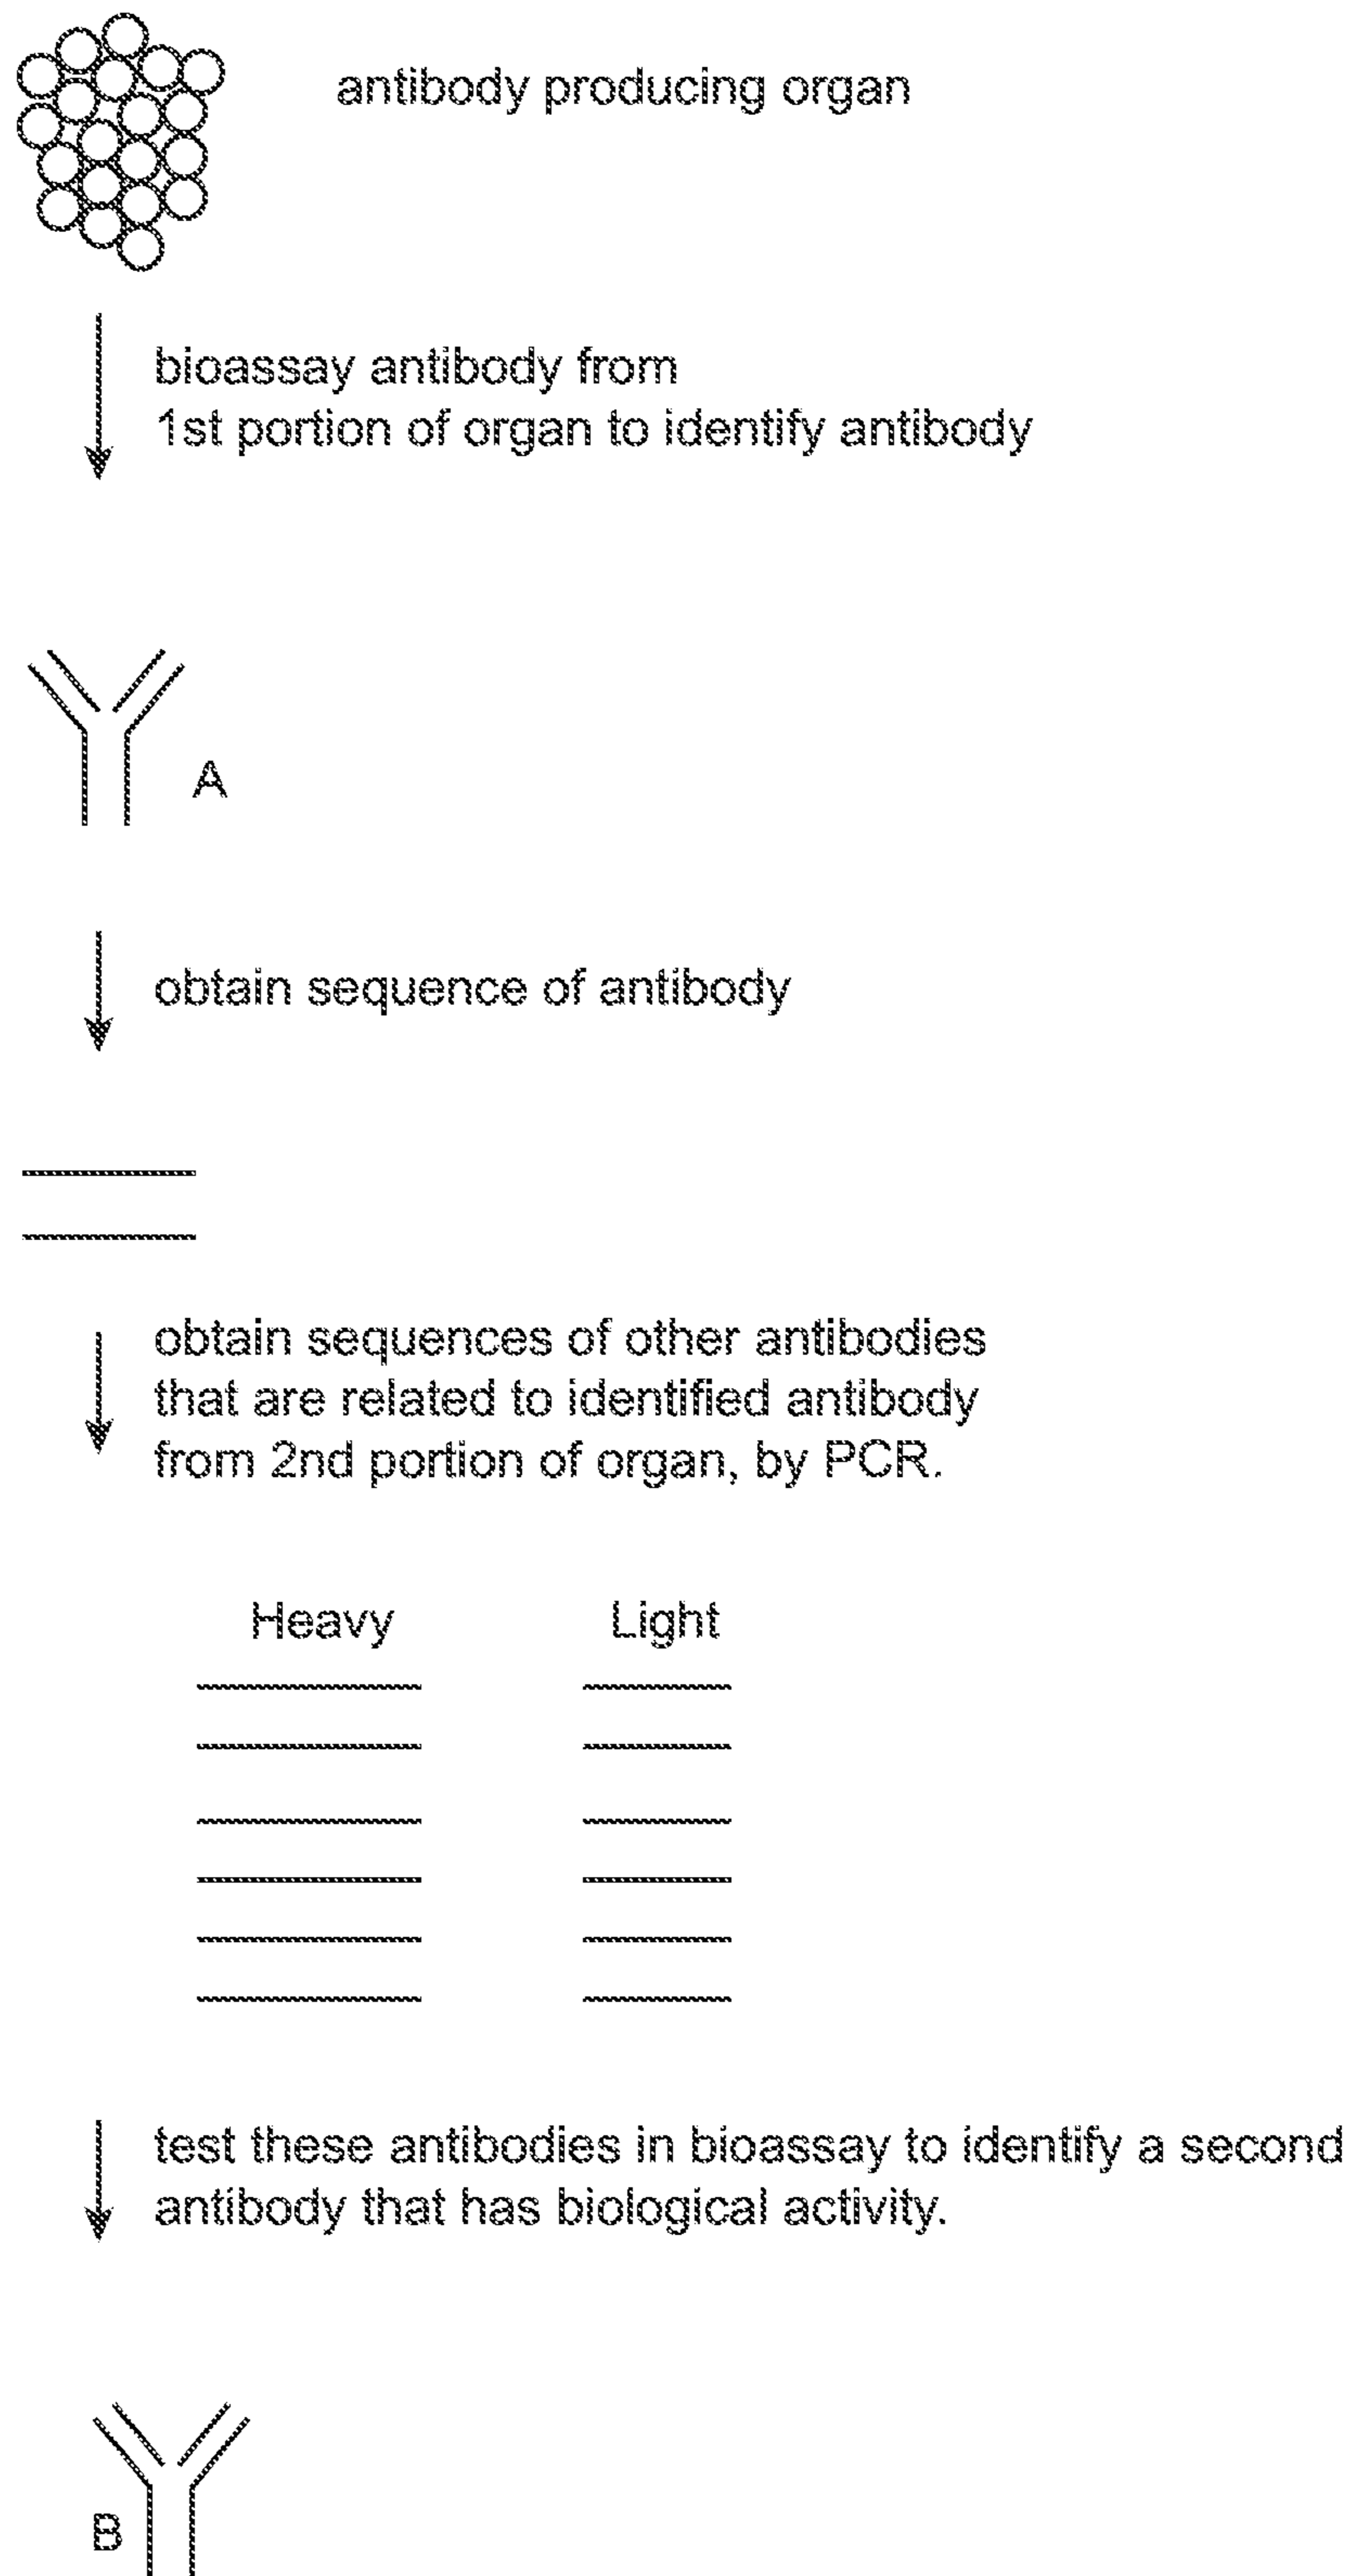 antibody producing organ
bioassay antibody from
1st portion of organ to identify antibody
A
obtain sequence of antibody
obtain sequences of other antibodies
that are related to identified antibody
from 2nd portion of organ, by PCR.
Heavy Light
test these antibodies in bioassay to identify a second
antibody that has biological activity.
B